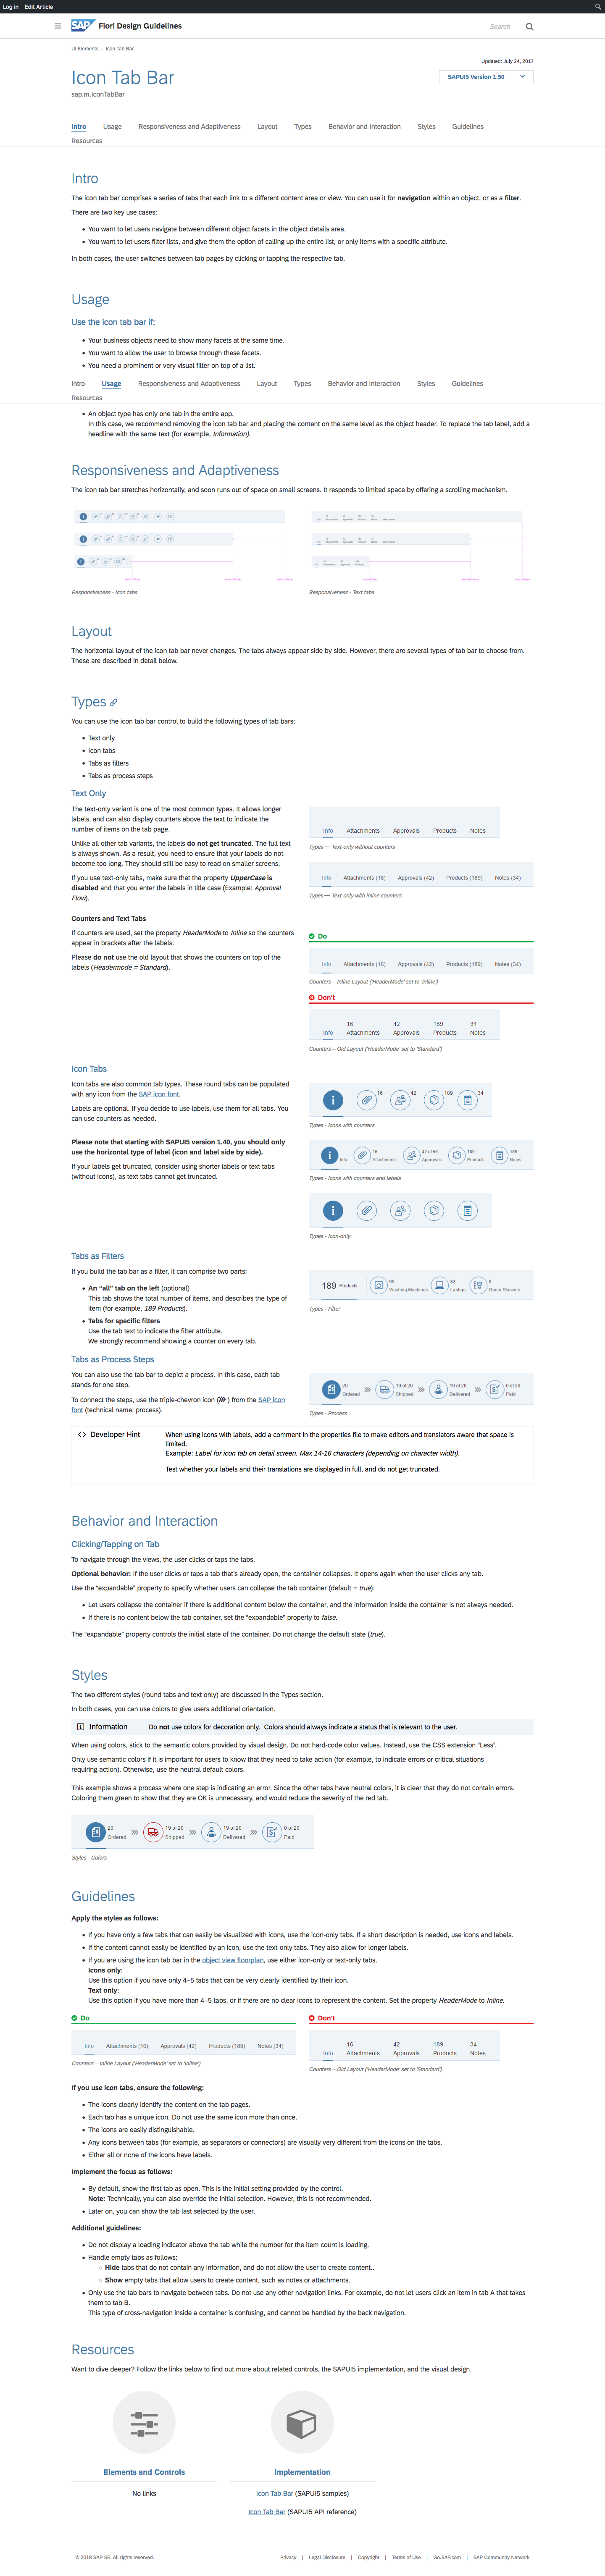 Log in Edit Article
SAP Fiori Design Guidelines Search
UI Elements › Icon Tab Bar
Updated: July 24, 2017
Icon Tab Bar
SAPUI5 Version 1.50
sap.m.IconTabBar
Intro Usage Responsiveness and Adaptiveness Layout Types Behavior and Interaction Styles Guidelines
Resources
Intro
The icon tab bar comprises a series of tabs that each link to a different content area or view. You can use it for navigation within an object, or as a filter.
There are two key use cases:
• You want to let users navigate between different object facets in the object details area.
• You want to let users filter lists, and give them the option of calling up the entire list, or only items with a specific attribute.
In both cases, the user switches between tab pages by clicking or tapping the respective tab.
Usage
Use the icon tab bar if:
• Your business objects need to show many facets at the same time.
• You want to allow the user to browse through these facets.
• You need a prominent or very visual filter on top of a list.
Intro Usage Responsiveness and Adaptiveness Layout Types Behavior and Interaction Styles Guidelines
Resources
• An object type has only one tab in the entire app.
In this case, we recommend removing the icon tab bar and placing the content on the same level as the object header. To replace the tab label, add a
headline with the same text (for example, Information).
Responsiveness and Adaptiveness
The icon tab bar stretches horizontally, and soon runs out of space on small screens. It responds to limited space by offering a scrolling mechanism.
Responsiveness - Icon tabs
Responsiveness - Text tabs
Layout
The horizontal layout of the icon tab bar never changes. The tabs always appear side by side. However, there are several types of tab bar to choose from.
These are described in detail below.
Types
You can use the icon tab bar control to build the following types of tab bars:
• Text only
• Icon tabs
• Tabs as filters
• Tabs as process steps
Text Only
The text-only variant is one of the most common types. It allows longer
labels, and can also display counters above the text to indicate the
number of items on the tab page.
Unlike all other tab variants, the labels do not get truncated. The full text
is always shown. As a result, you need to ensure that your labels do not
become too long. They should still be easy to read on smaller screens.
If you use text-only tabs, make sure that the property UpperCase is
disabled and that you enter the labels in title case (Example: Approval
Flow).
Info Attachments Approvals Products Notes
Types — Text-only without counters
Info Attachments (16) Approvals (42) Products (189) Notes (34)
Types — Text-only with inline counters
Counters and Text Tabs
If counters are used, set the property HeaderMode to Inline so the counters
appear in brackets after the labels.
Please do not use the old layout that shows the counters on top of the
labels (Headermode = Standard).
Do
Info Attachments (16) Approvals (42) Products (189) Notes (34)
Counters – Inline Layout ('HeaderMode' set to 'Inline')
Don't
16 42 189 34
Info Attachments Approvals Products Notes
Counters – Old Layout ('HeaderMode' set to 'Standard')
Icon Tabs
Icon tabs are also common tab types. These round tabs can be populated
with any icon from the SAP icon font.
Labels are optional. If you decide to use labels, use them for all tabs. You
can use counters as needed.
Please note that starting with SAPUI5 version 1.40, you should only
use the horizontal type of label (icon and label side by side).
If your labels get truncated, consider using shorter labels or text tabs
(without icons), as text tabs cannot get truncated.
16 42 189 34
Types - Icons with counters
16 42 of 66 188 189
Info Attachments Approvals Products Notes
Types - Icons with counters and labels
Types - Icon-only
Tabs as Filters
If you build the tab bar as a filter, it can comprise two parts:
• An “all” tab on the left (optional)
This tab shows the total number of items, and describes the type of
item (for example, 189 Products).
• Tabs for specific filters
Use the tab text to indicate the filter attribute.
We strongly recommend showing a counter on every tab.
189 Products Washing Machines Laptops Doner Skewers
Types - Filter
Tabs as Process Steps
You can also use the tab bar to depict a process. In this case, each tab
stands for one step.
To connect the steps, use the triple-chevron icon ( ) from the SAP icon
font (technical name: process).
20 19 of 20 19 of 20 0 of 20
Ordered Shipped Delivered Paid
Types - Process
Developer Hint
When using icons with labels, add a comment in the properties file to make editors and translators aware that space is
limited.
Example: Label for icon tab on detail screen. Max 14-16 characters (depending on character width).
Test whether your labels and their translations are displayed in full, and do not get truncated.
Behavior and Interaction
Clicking/Tapping on Tab
To navigate through the views, the user clicks or taps the tabs.
Optional behavior: if the user clicks or taps a tab that's already open, the container collapses. It opens again when the user clicks any tab.
Use the “expandable” property to specify whether users can collapse the tab container (default = true):
• Let users collapse the container if there is additional content below the container, and the information inside the container is not always needed.
• If there is no content below the tab container, set the “expandable” property to false.
The “expandable” property controls the initial state of the container. Do not change the default state (true).
Styles
The two different styles (round tabs and text only) are discussed in the Types section.
In both cases, you can use colors to give users additional orientation.
Information Do not use colors for decoration only. Colors should always indicate a status that is relevant to the user.
When using colors, stick to the semantic colors provided by visual design. Do not hard-code color values. Instead, use the CSS extension “Less”.
Only use semantic colors if it is important for users to know that they need to take action (for example, to indicate errors or critical situations
requiring action). Otherwise, use the neutral default colors.
This example shows a process where one step is indicating an error. Since the other tabs have neutral colors, it is clear that they do not contain errors.
Coloring them green to show that they are OK is unnecessary, and would reduce the severity of the red tab.
20 19 of 20 19 of 20 0 of 20
Ordered Shipped Delivered Paid
Styles - Colors
Guidelines
Apply the styles as follows:
• If you have only a few tabs that can easily be visualized with icons, use the icon-only tabs. If a short description is needed, use icons and labels.
• If the content cannot easily be identified by an icon, use the text-only tabs. They also allow for longer labels.
• If you are using the icon tab bar in the object view floorplan, use either icon-only or text-only tabs.
Icons only:
Use this option if you have only 4–5 tabs that can be very clearly identified by their icon.
Text only:
Use this option if you have more than 4–5 tabs, or if there are no clear icons to represent the content. Set the property HeaderMode to Inline.
Do
Info Attachments (16) Approvals (42) Products (189) Notes (34)
Counters – Inline Layout ('HeaderMode' set to 'Inline')
Don't
16 42 189 34
Info Attachments Approvals Products Notes
Counters – Old Layout ('HeaderMode' set to 'Standard')
If you use icon tabs, ensure the following:
• The icons clearly identify the content on the tab pages.
• Each tab has a unique icon. Do not use the same icon more than once.
• The icons are easily distinguishable.
• Any icons between tabs (for example, as separators or connectors) are visually very different from the icons on the tabs.
• Either all or none of the icons have labels.
Implement the focus as follows:
• By default, show the first tab as open. This is the initial setting provided by the control.
Note: Technically, you can also override the initial selection. However, this is not recommended.
• Later on, you can show the tab last selected by the user.
Additional guidelines:
• Do not display a loading indicator above the tab while the number for the item count is loading.
• Handle empty tabs as follows:
○ Hide tabs that do not contain any information, and do not allow the user to create content..
○ Show empty tabs that allow users to create content, such as notes or attachments.
• Only use the tab bars to navigate between tabs. Do not use any other navigation links. For example, do not let users click an item in tab A that takes
them to tab B.
This type of cross-navigation inside a container is confusing, and cannot be handled by the back navigation.
Resources
Want to dive deeper? Follow the links below to find out more about related controls, the SAPUI5 implementation, and the visual design.
Elements and Controls Implementation
No links Icon Tab Bar (SAPUI5 samples)
Icon Tab Bar (SAPUI5 API reference)
© 2018 SAP SE. All rights reserved. Privacy | Legal Disclosure | Copyright | Terms of Use | Go.SAP.com | SAP Community Network